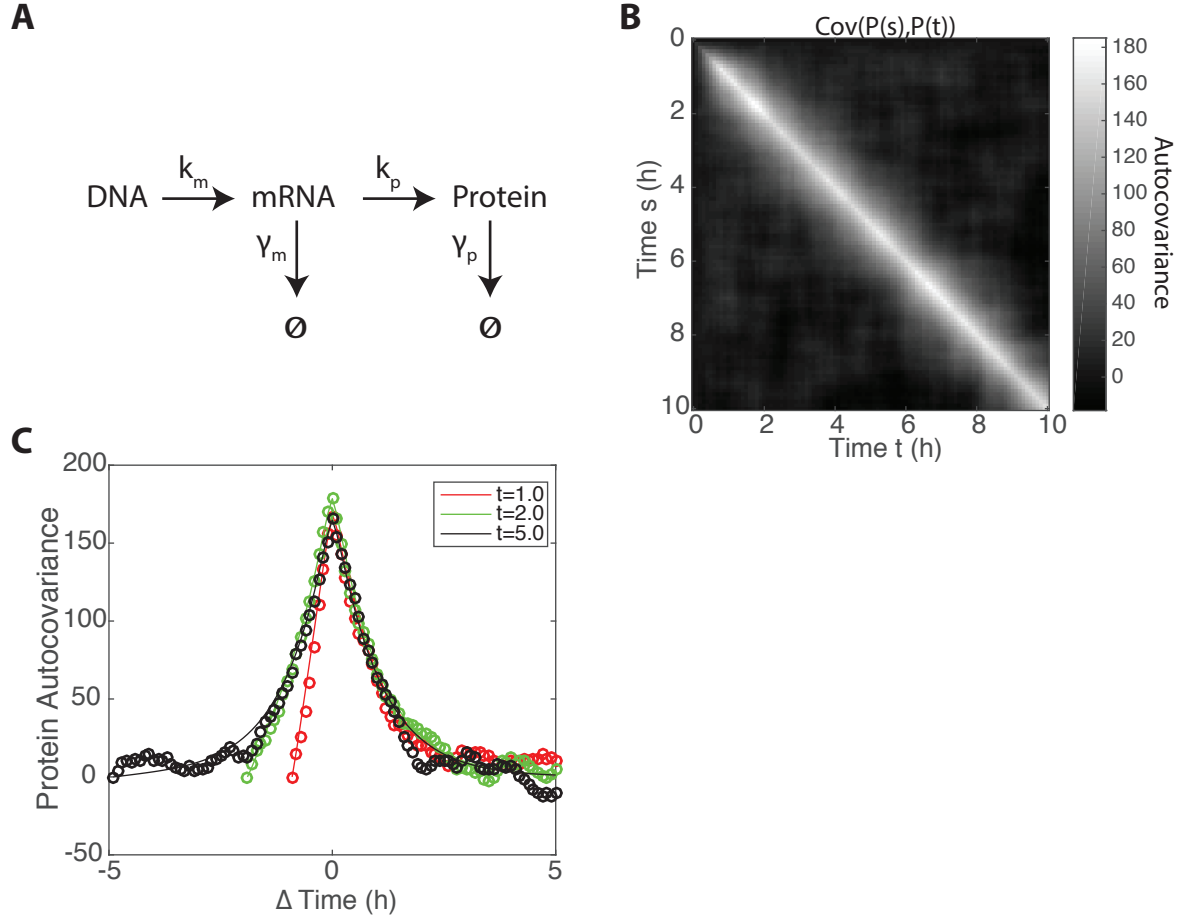 A
DNA
k_m
mRNA
k_p
Protein
γ_m
γ_p
Ø
Ø
B
Cov(P(s),P(t))
0
2
4
6
8
10
Time s (h)
0
2
4
6
8
10
Time t (h)
180
160
140
120
100
80
60
40
20
0
Autocovariance
C
200
150
100
50
0
-50
Protein Autocovariance
t=1.0
t=2.0
t=5.0
-5
0
5
Δ Time (h)